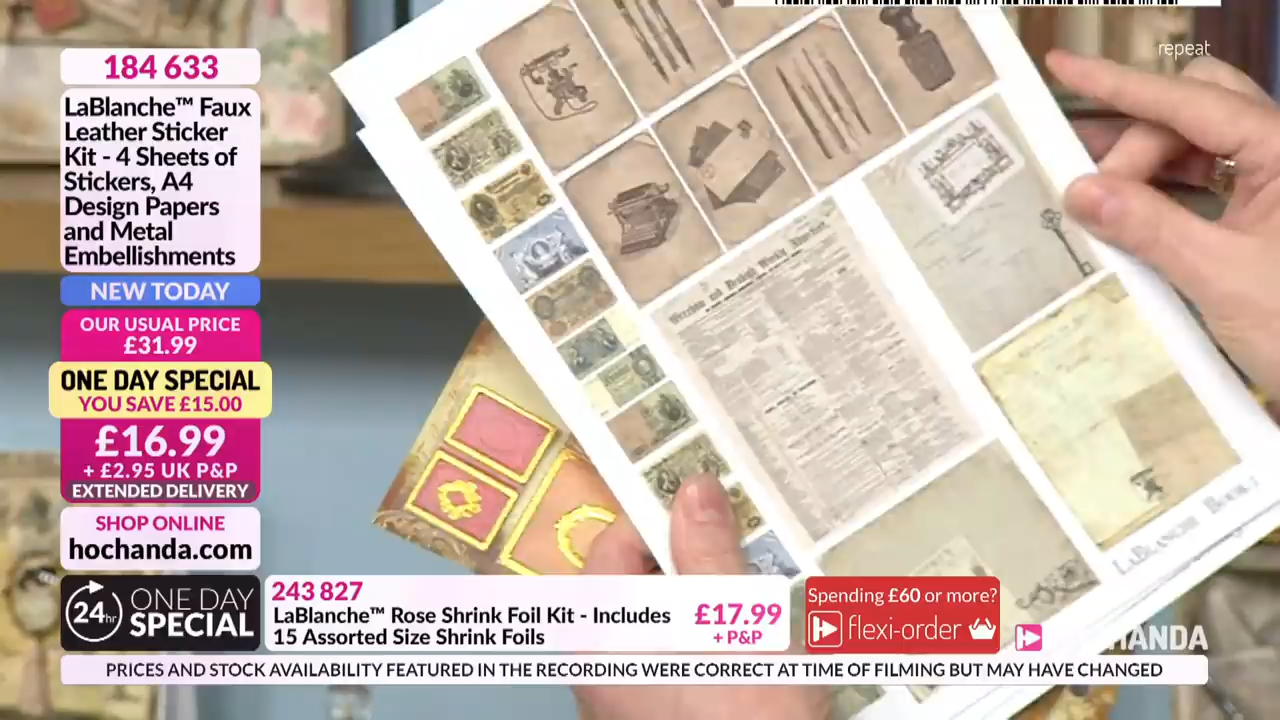 repeat
184 633
LaBlanche™ Faux
Leather Sticker
Kit - 4 Sheets of
Stickers, A4
Design Papers
and Metal
Embellishments
NEW TODAY
OUR USUAL PRICE
£31.99
ONE DAY SPECIAL
YOU SAVE £15.00
£16.99
+ £2.95 UK P&P
EXTENDED DELIVERY
SHOP ONLINE
hochanda.com
24hr
ONE DAY
SPECIAL
243 827
LaBlanche™ Rose Shrink Foil Kit - Includes
15 Assorted Size Shrink Foils
£17.99
+ P&P
Spending £60 or more?
flexi-order
HANDA
LaBlanche Book
PRICES AND STOCK AVAILABILITY FEATURED IN THE RECORDING WERE CORRECT AT TIME OF FILMING BUT MAY HAVE CHANGED